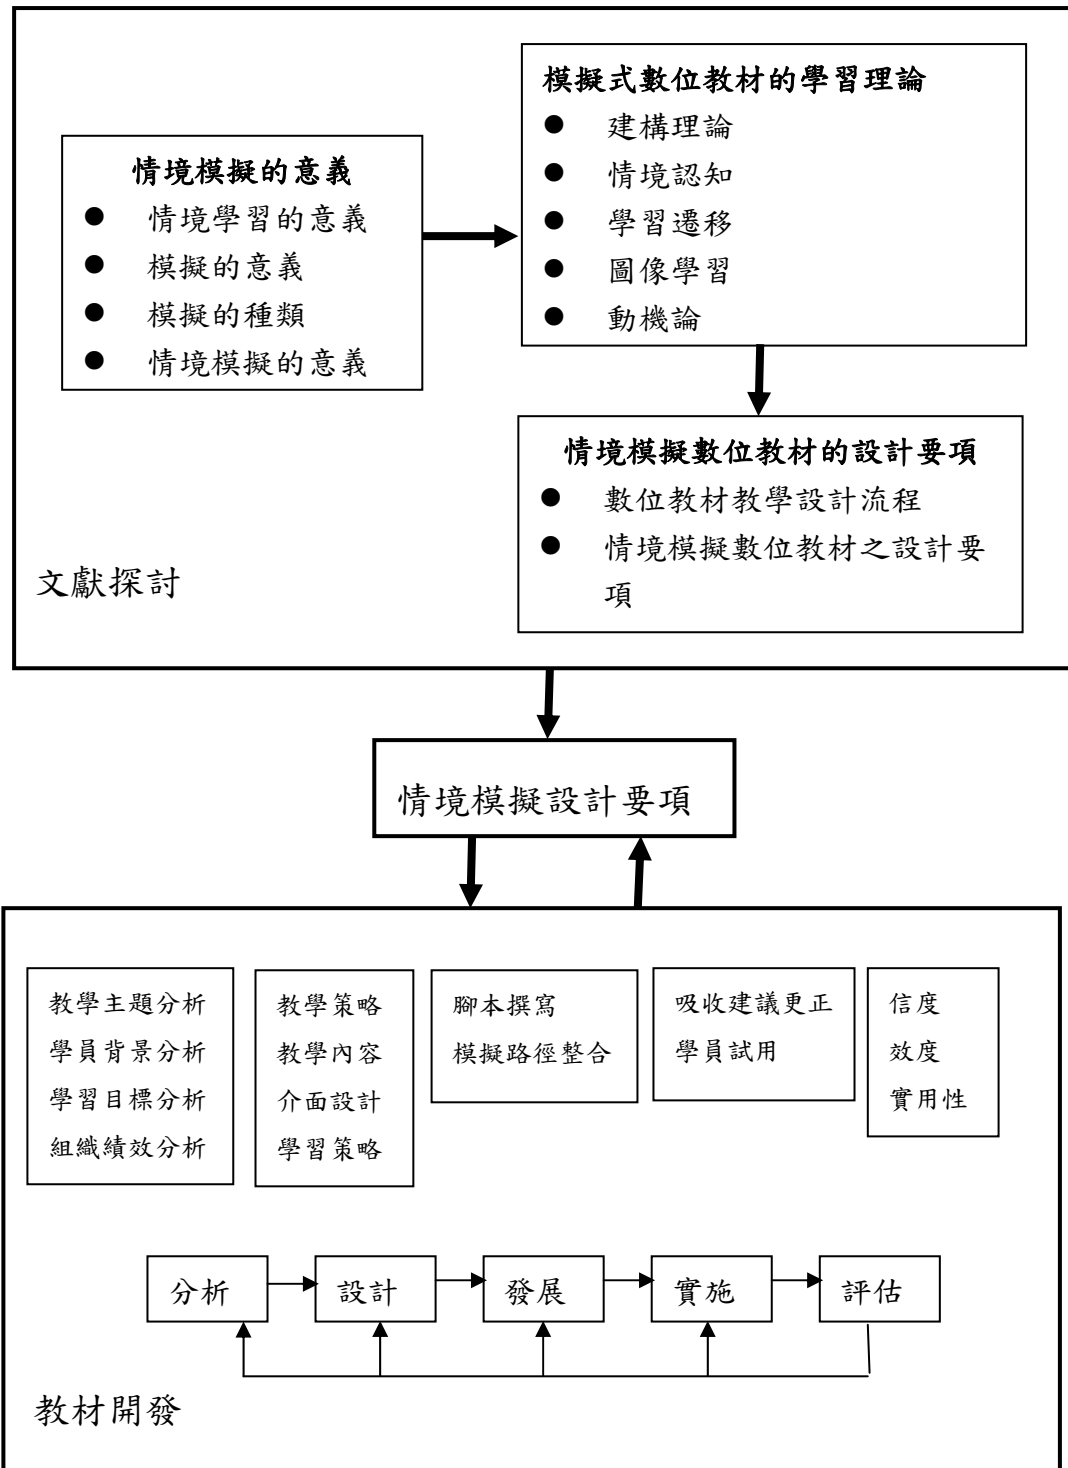 情境模擬的意義
● 情境學習的意義
● 模擬的意義
● 模擬的種類
● 情境模擬的意義
模擬式數位教材的學習理論
● 建構理論
● 情境認知
● 學習遷移
● 圖像學習
● 動機論
情境模擬數位教材的設計要項
● 數位教材教學設計流程
● 情境模擬數位教材之設計要
項
文獻探討
情境模擬設計要項
教學主題分析
學員背景分析
學習目標分析
組織績效分析
教學策略
教學內容
介面設計
學習策略
腳本撰寫
模擬路徑整合
吸收建議更正
學員試用
信度
效度
實用性
分析
設計
發展
實施
評估
教材開發